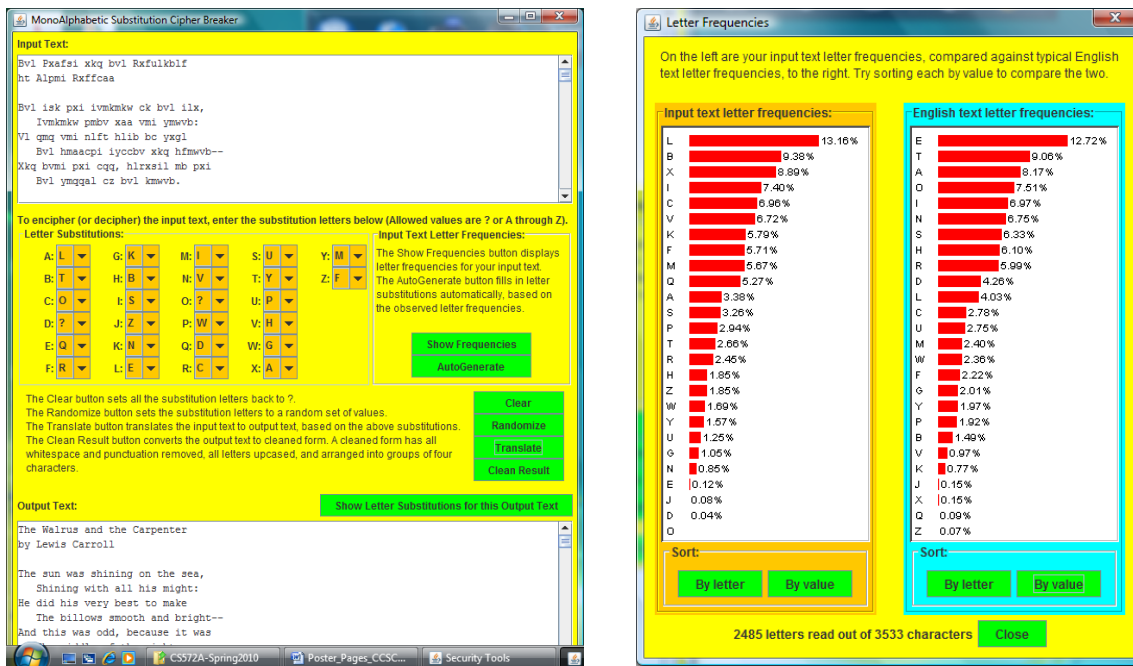 MonoAlphabetic Substitution Cipher Breaker
Input Text:
Bvl Pxafsi xkq bvl Rxfulkblf
ht Alpmi Rxffcaa
Bvl isk pxi ivmkmkw ck bvl ilx,
Ivmkmkw pmbv xaa vmi ymwvb:
Vl qmq vmi nlft hlib bc yxgl
Bvl hmaacpi iyccbv xkq hfmwvb--
Xkq bvmi pxi cqq, hlrxsil mb pxi
Bvl ymqqal cz bvl kmwvb.
To encipher (or decipher) the input text, enter the substitution letters below (Allowed values are ? or A through Z).
Letter Substitutions:
A: L G: K M: I S: U Y: M
B: T H: B N: V T: Y Z: F
C: O I: S O: ? U: P
D: ? J: Z P: W V: H
E: Q K: N Q: D W: G
F: R L: E R: C X: A
Input Text Letter Frequencies:
The Show Frequencies button displays
letter frequencies for your input text.
The AutoGenerate button fills in letter
substitutions automatically, based on
the observed letter frequencies.
Show Frequencies
AutoGenerate
The Clear button sets all the substitution letters back to ?.
The Randomize button sets the substitution letters to a random set of values.
The Translate button translates the input text to output text, based on the above substitutions.
The Clean Result button converts the output text to cleaned form. A cleaned form has all
whitespace and punctuation removed, all letters upcased, and arranged into groups of four
characters.
Clear
Randomize
Translate
Clean Result
Output Text:
Show Letter Substitutions for this Output Text
The Walrus and the Carpenter
by Lewis Carroll
The sun was shining on the sea,
Shining with all his might:
He did his very best to make
The billows smooth and bright--
And this was odd, because it was
CS572A-Spring2010
Poster_Pages_CCSC...
Security Tools
Letter Frequencies
On the left are your input text letter frequencies, compared against typical English
text letter frequencies, to the right. Try sorting each by value to compare the two.
Input text letter frequencies:
L 13.16%
B 9.38%
X 8.89%
I 7.40%
C 6.96%
V 6.72%
K 5.79%
F 5.71%
M 5.67%
Q 5.27%
A 3.38%
S 3.26%
P 2.94%
T 2.66%
R 2.45%
H 1.85%
Z 1.85%
W 1.69%
Y 1.57%
U 1.25%
G 1.05%
N 0.85%
E 0.12%
J 0.08%
D 0.04%
O
Sort:
By letter
By value
English text letter frequencies:
E 12.72%
T 9.06%
A 8.17%
O 7.51%
I 6.97%
N 6.75%
S 6.33%
H 6.10%
R 5.99%
D 4.26%
L 4.03%
C 2.78%
U 2.75%
M 2.40%
W 2.36%
F 2.22%
G 2.01%
Y 1.97%
P 1.92%
B 1.49%
V 0.97%
K 0.77%
J 0.15%
X 0.15%
Q 0.09%
Z 0.07%
Sort:
By letter
By value
2485 letters read out of 3533 characters
Close